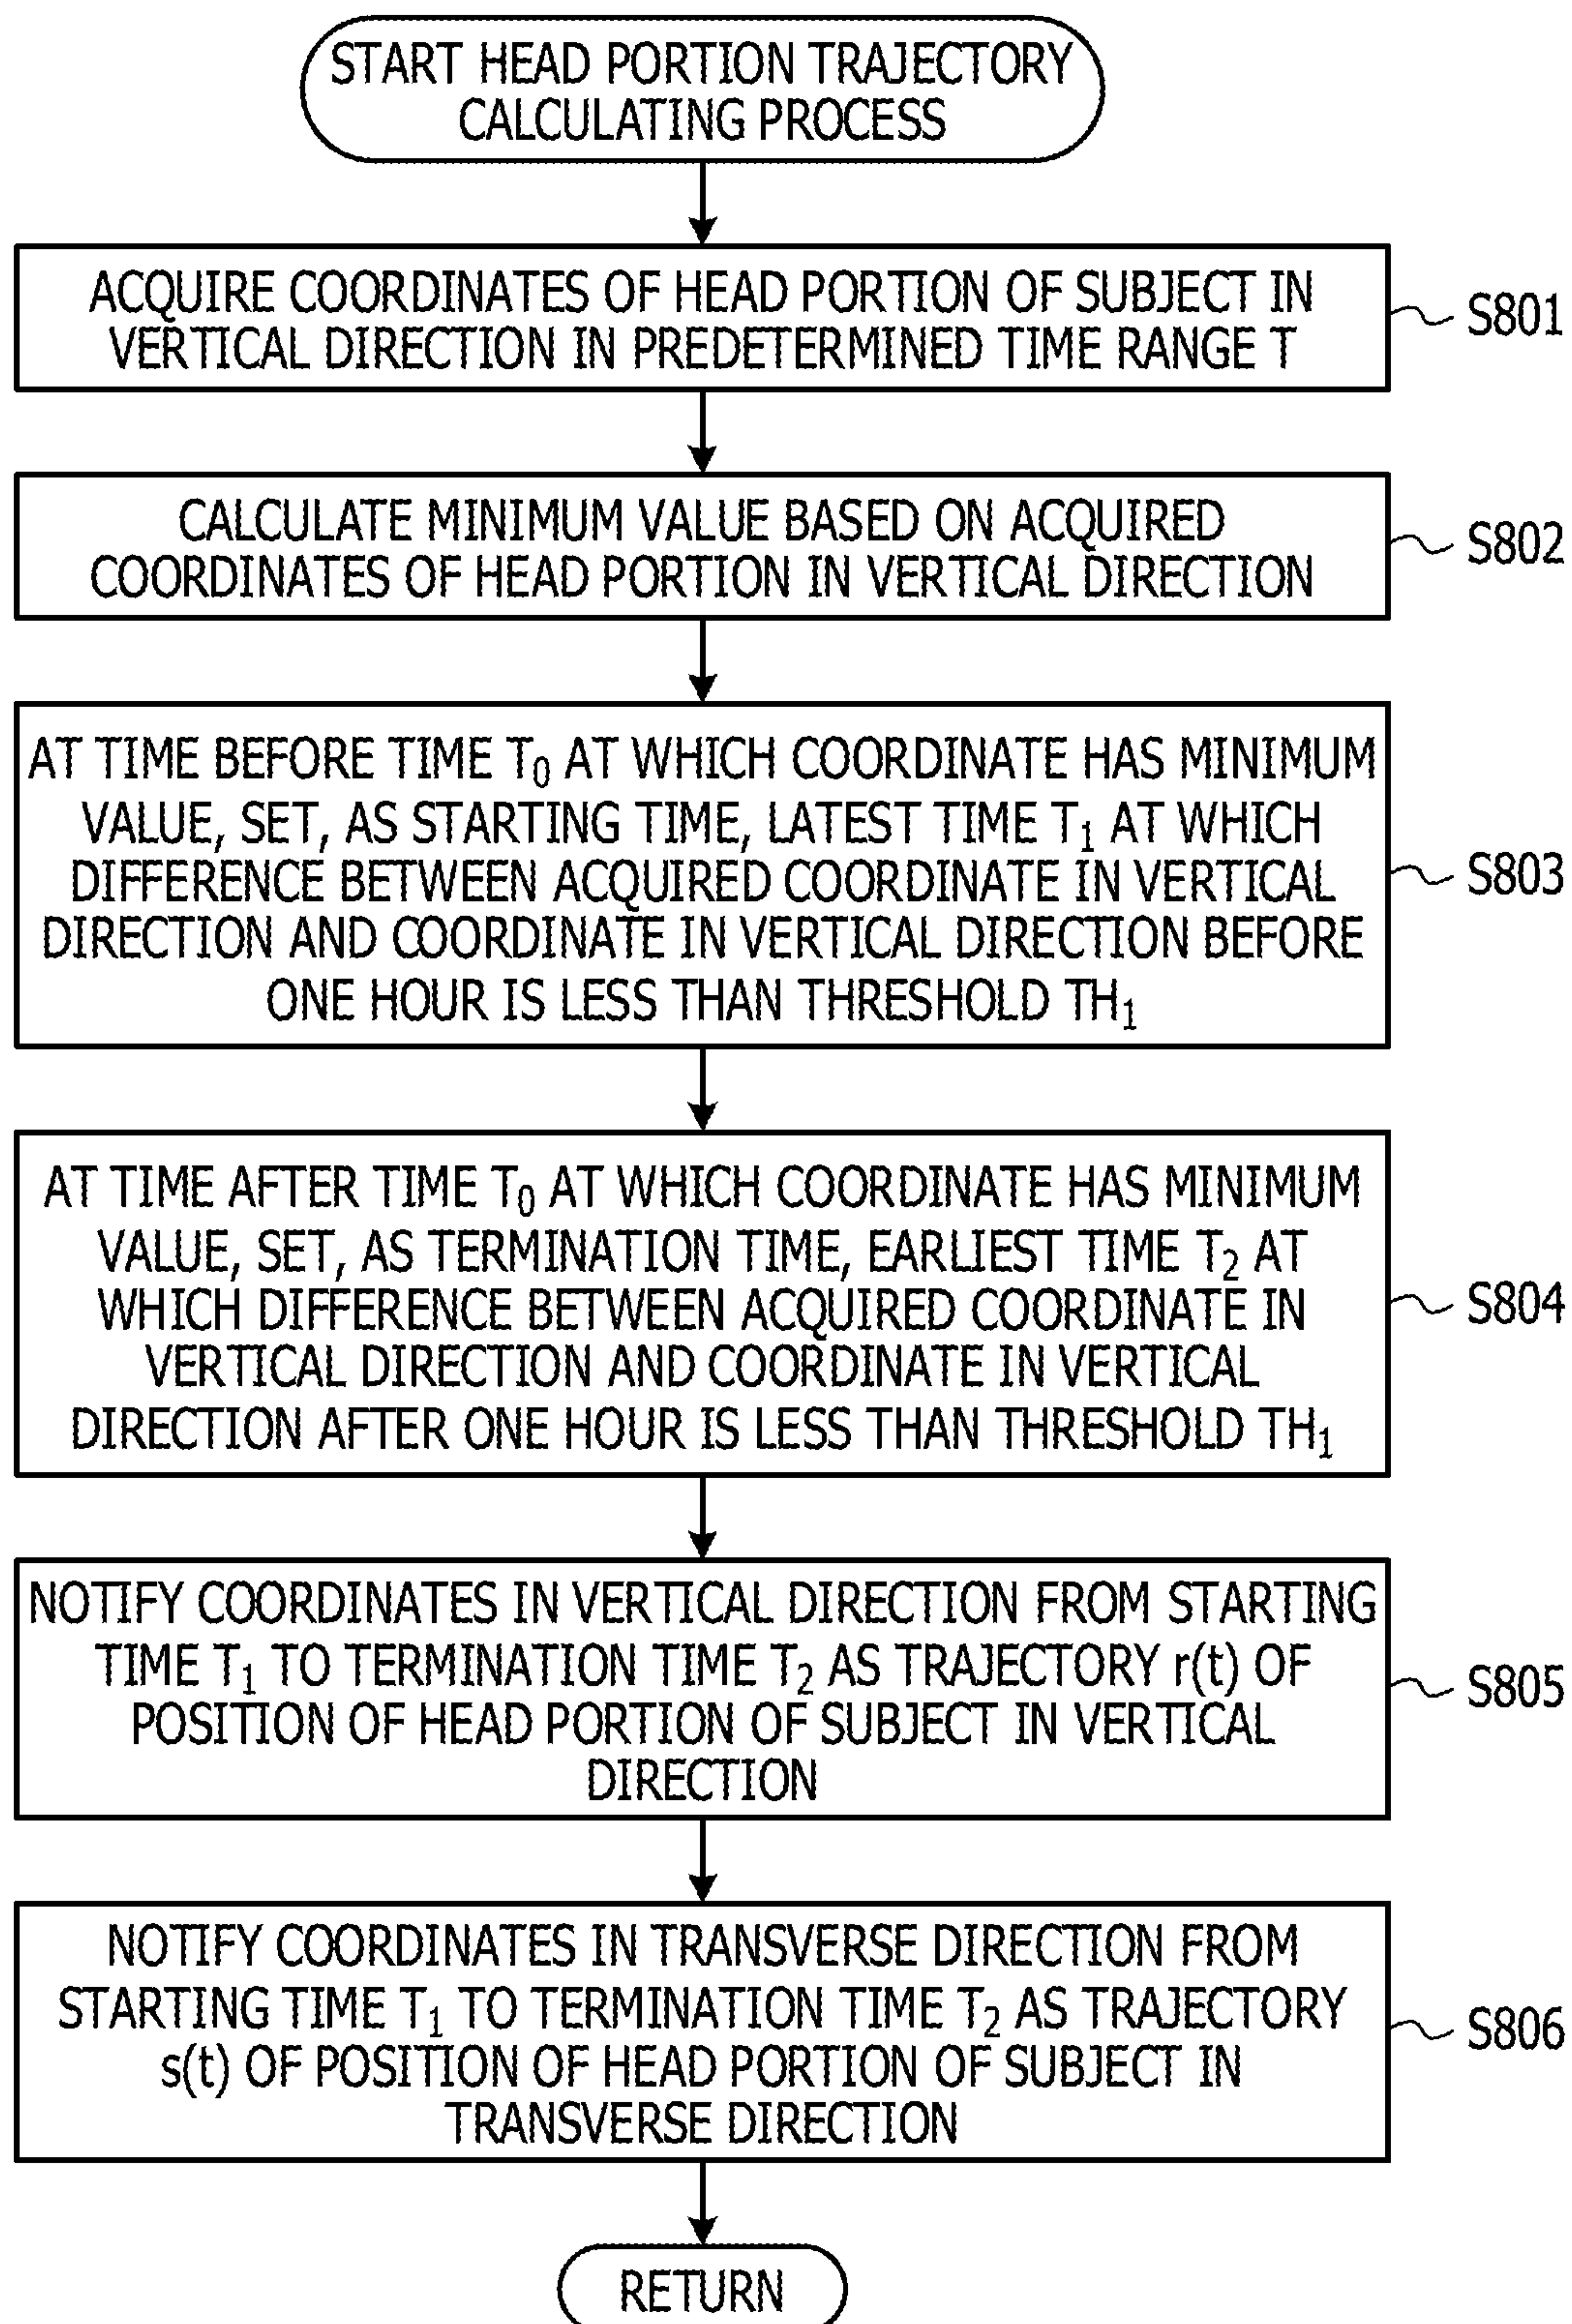 START HEAD PORTION TRAJECTORY
CALCULATING PROCESS
ACQUIRE COORDINATES OF HEAD PORTION OF SUBJECT IN
VERTICAL DIRECTION IN PREDETERMINED TIME RANGE T
S801
CALCULATE MINIMUM VALUE BASED ON ACQUIRED
COORDINATES OF HEAD PORTION IN VERTICAL DIRECTION
S802
AT TIME BEFORE TIME T₀ AT WHICH COORDINATE HAS MINIMUM
VALUE, SET, AS STARTING TIME, LATEST TIME T₁ AT WHICH
DIFFERENCE BETWEEN ACQUIRED COORDINATE IN VERTICAL
DIRECTION AND COORDINATE IN VERTICAL DIRECTION BEFORE
ONE HOUR IS LESS THAN THRESHOLD TH₁
S803
AT TIME AFTER TIME T₀ AT WHICH COORDINATE HAS MINIMUM
VALUE, SET, AS TERMINATION TIME, EARLIEST TIME T₂ AT
WHICH DIFFERENCE BETWEEN ACQUIRED COORDINATE IN
VERTICAL DIRECTION AND COORDINATE IN VERTICAL
DIRECTION AFTER ONE HOUR IS LESS THAN THRESHOLD TH₁
S804
NOTIFY COORDINATES IN VERTICAL DIRECTION FROM STARTING
TIME T₁ TO TERMINATION TIME T₂ AS TRAJECTORY r(t) OF
POSITION OF HEAD PORTION OF SUBJECT IN VERTICAL
DIRECTION
S805
NOTIFY COORDINATES IN TRANSVERSE DIRECTION FROM
STARTING TIME T₁ TO TERMINATION TIME T₂ AS TRAJECTORY
s(t) OF POSITION OF HEAD PORTION OF SUBJECT IN
TRANSVERSE DIRECTION
S806
RETURN